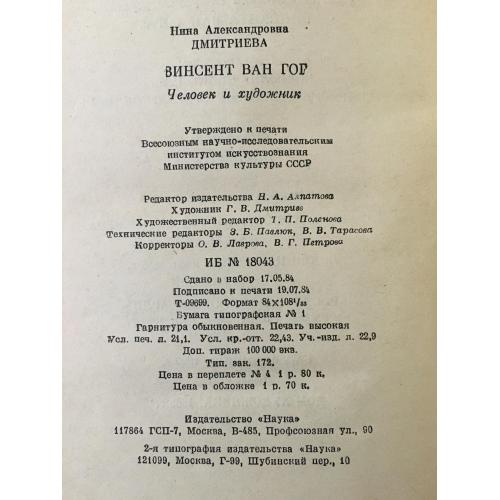 Нина Александровна
ДМИТРИЕВА
ВИНСЕНТ ВАН ГОГ
Человек и художник
Утверждено к печати
Всесоюзным научно-исследовательским
институтом искусствознания
Министерства культуры СССР
Редактор издательства Н. А. Алпатова
Художник Г. В. Дмитриев
Художественный редактор Т. П. Поленова
Технические редакторы З. Б. Павлюк, В. В. Тарасова
Корректоры О. В. Лаврова, В. Г. Петрова
ИБ № 18043
Сдано в набор 17.05.84
Подписано к печати 19.07.84
Т-09699. Формат 84×108¹/₃₂
Бумага типографская № 1
Гарнитура обыкновенная. Печать высокая
Усл. печ. л. 21,1. Усл. кр.-отт. 22,43. Уч.-изд. л. 22,9
Доп. тираж 100 000 экз.
Тип. зак. 172.
Цена в переплете № 4 1 р. 80 к.
Цена в обложке 1 р. 70 к.
Издательство «Наука»
117864 ГСП-7, Москва, В-485, Профсоюзная ул., 90
2-я типография издательства «Наука»
121099, Москва, Г-99, Шубинский пер., 10